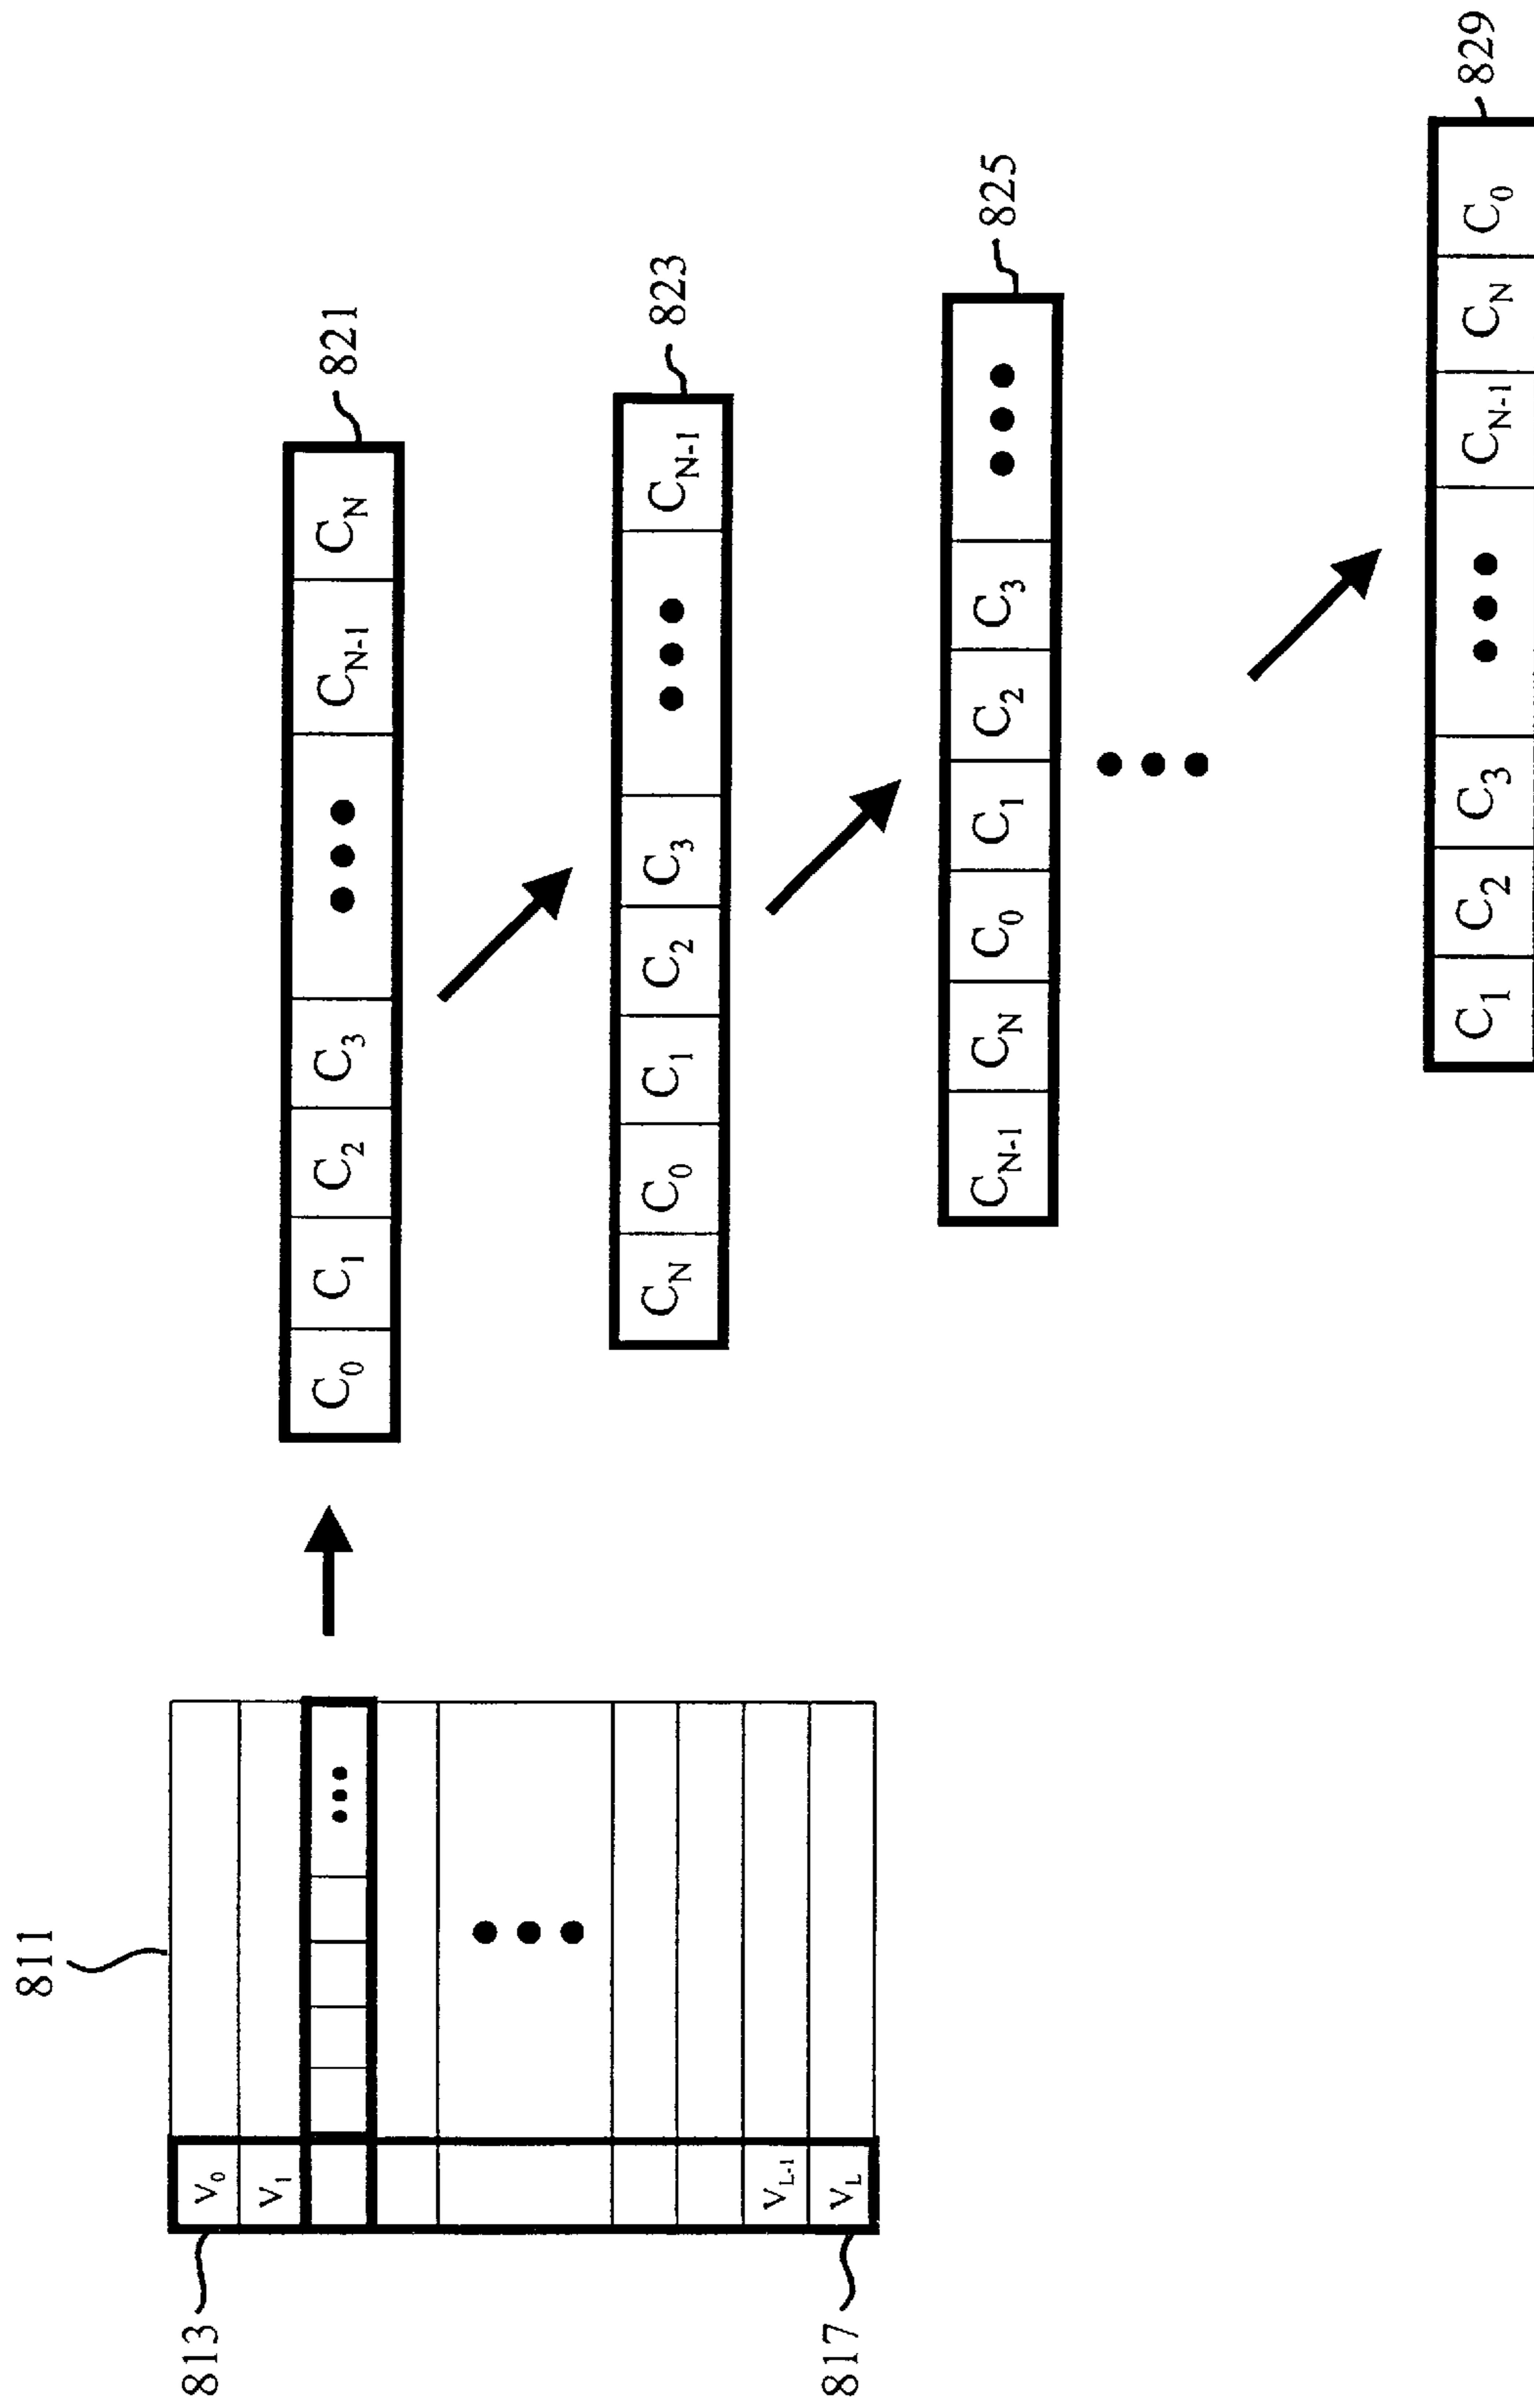 811
813
V0
V1
VL-1
VL
817
C0 C1 C2 C3 ••• CN-1 CN
821
CN C0 C1 C2 C3 ••• CN-1
823
CN-1 CN C0 C1 C2 C3 •••
825
C1 C2 C3 ••• CN-1 CN C0
829